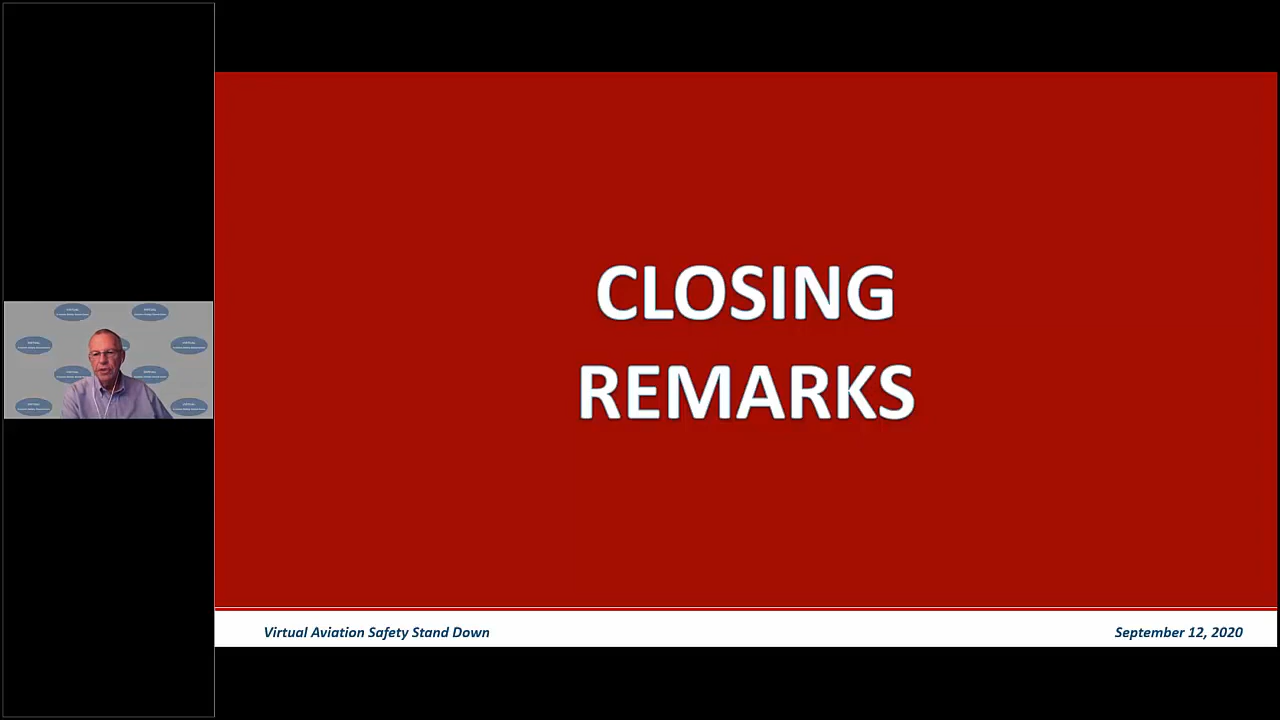 CLOSING
REMARKS
Virtual Aviation Safety Stand Down
September 12, 2020